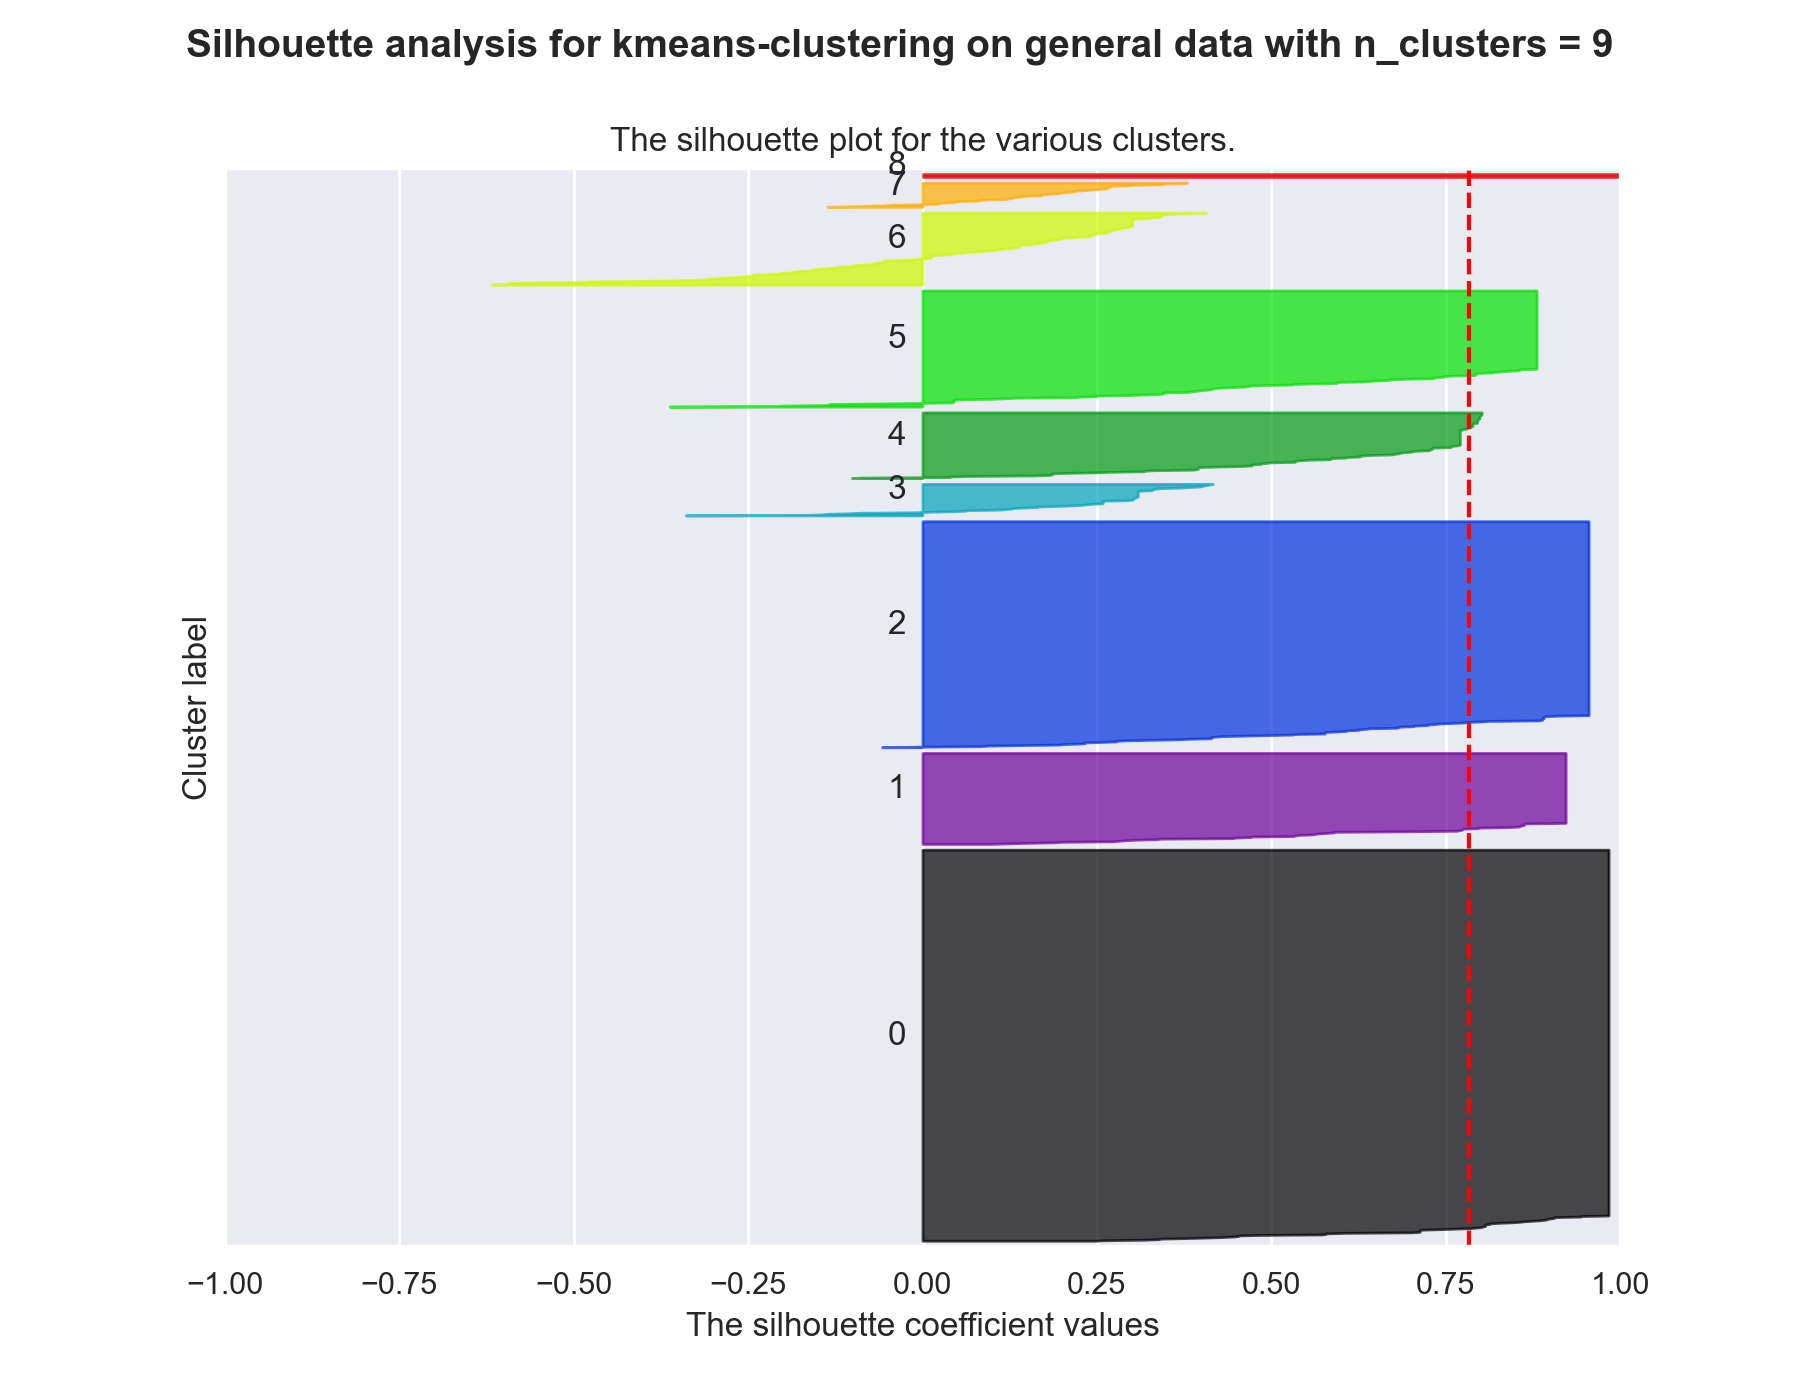 Silhouette analysis for kmeans-clustering on general data with n_clusters = 9
The silhouette plot for the various clusters.
8
7
6
5
4
3
2
1
0
Cluster label
−1.00 −0.75 −0.50 −0.25 0.00 0.25 0.50 0.75 1.00
The silhouette coefficient values